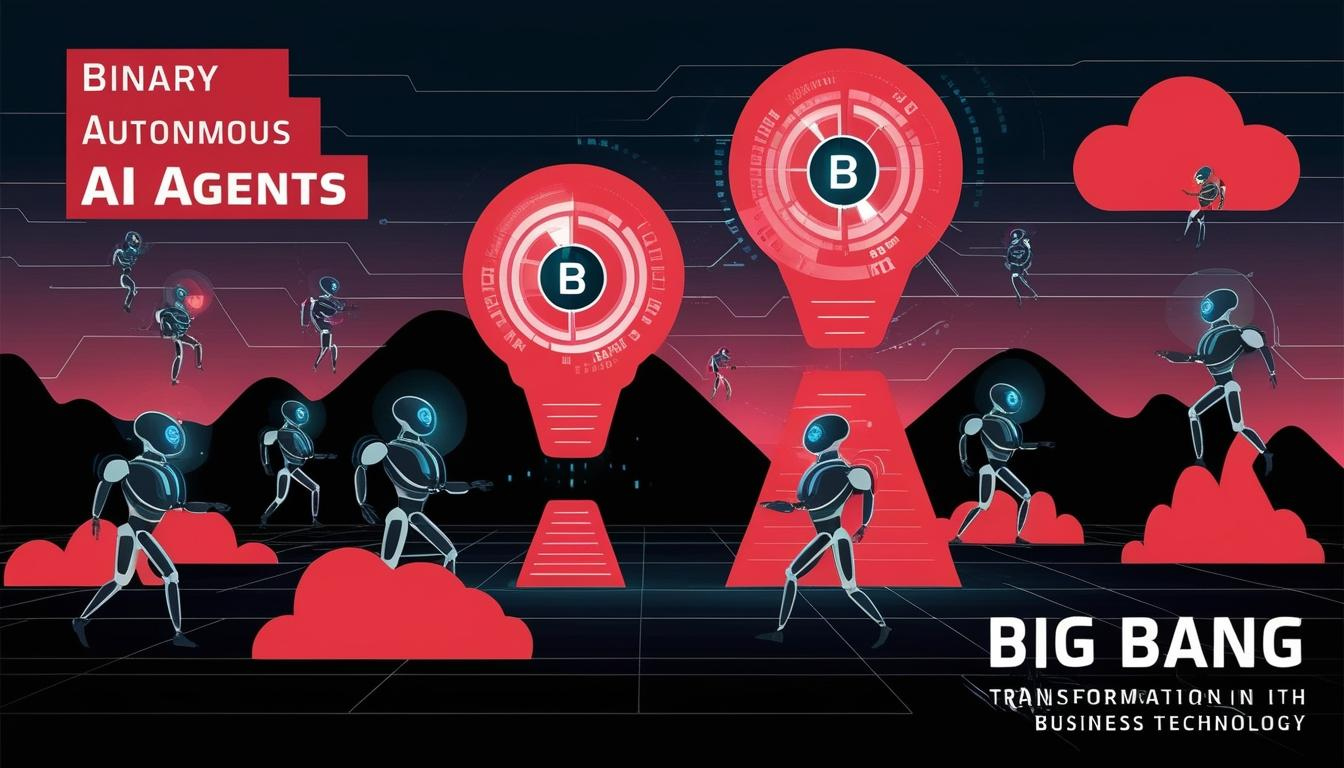 BINARY
AUTONMOUS
AI AGENTS
B
B
BIG BANG
TRANSFORMATION IN ITH
BUSINESS TECHNOLOGY